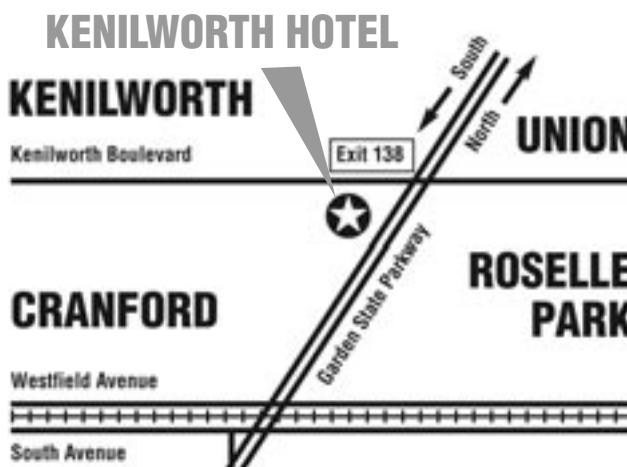 KENILWORTH HOTEL
KENILWORTH
South
North
UNION
Kenilworth Boulevard
Exit 138
CRANFORD
Garden State Parkway
ROSELLE
PARK
Westfield Avenue
South Avenue